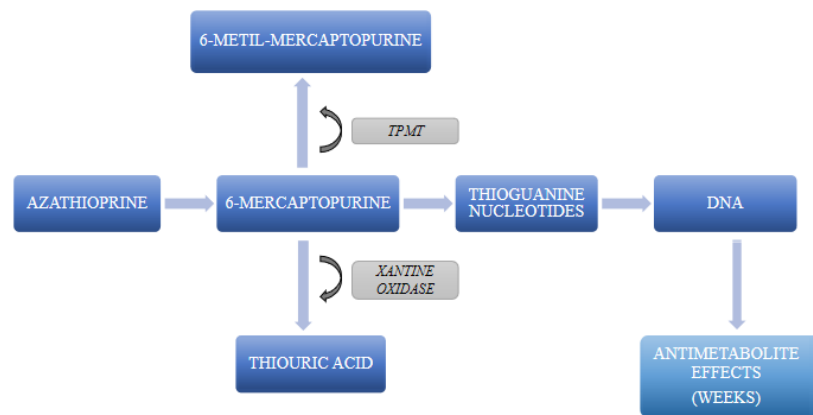 6-METIL-MERCAPTOPURINE
TPMT
AZATHIOPRINE
6-MERCAPTOPURINE
THIOGUANINE
NUCLEOTIDES
DNA
XANTINE
OXIDASE
THIOURIC ACID
ANTIMETABOLITE
EFFECTS
(WEEKS)